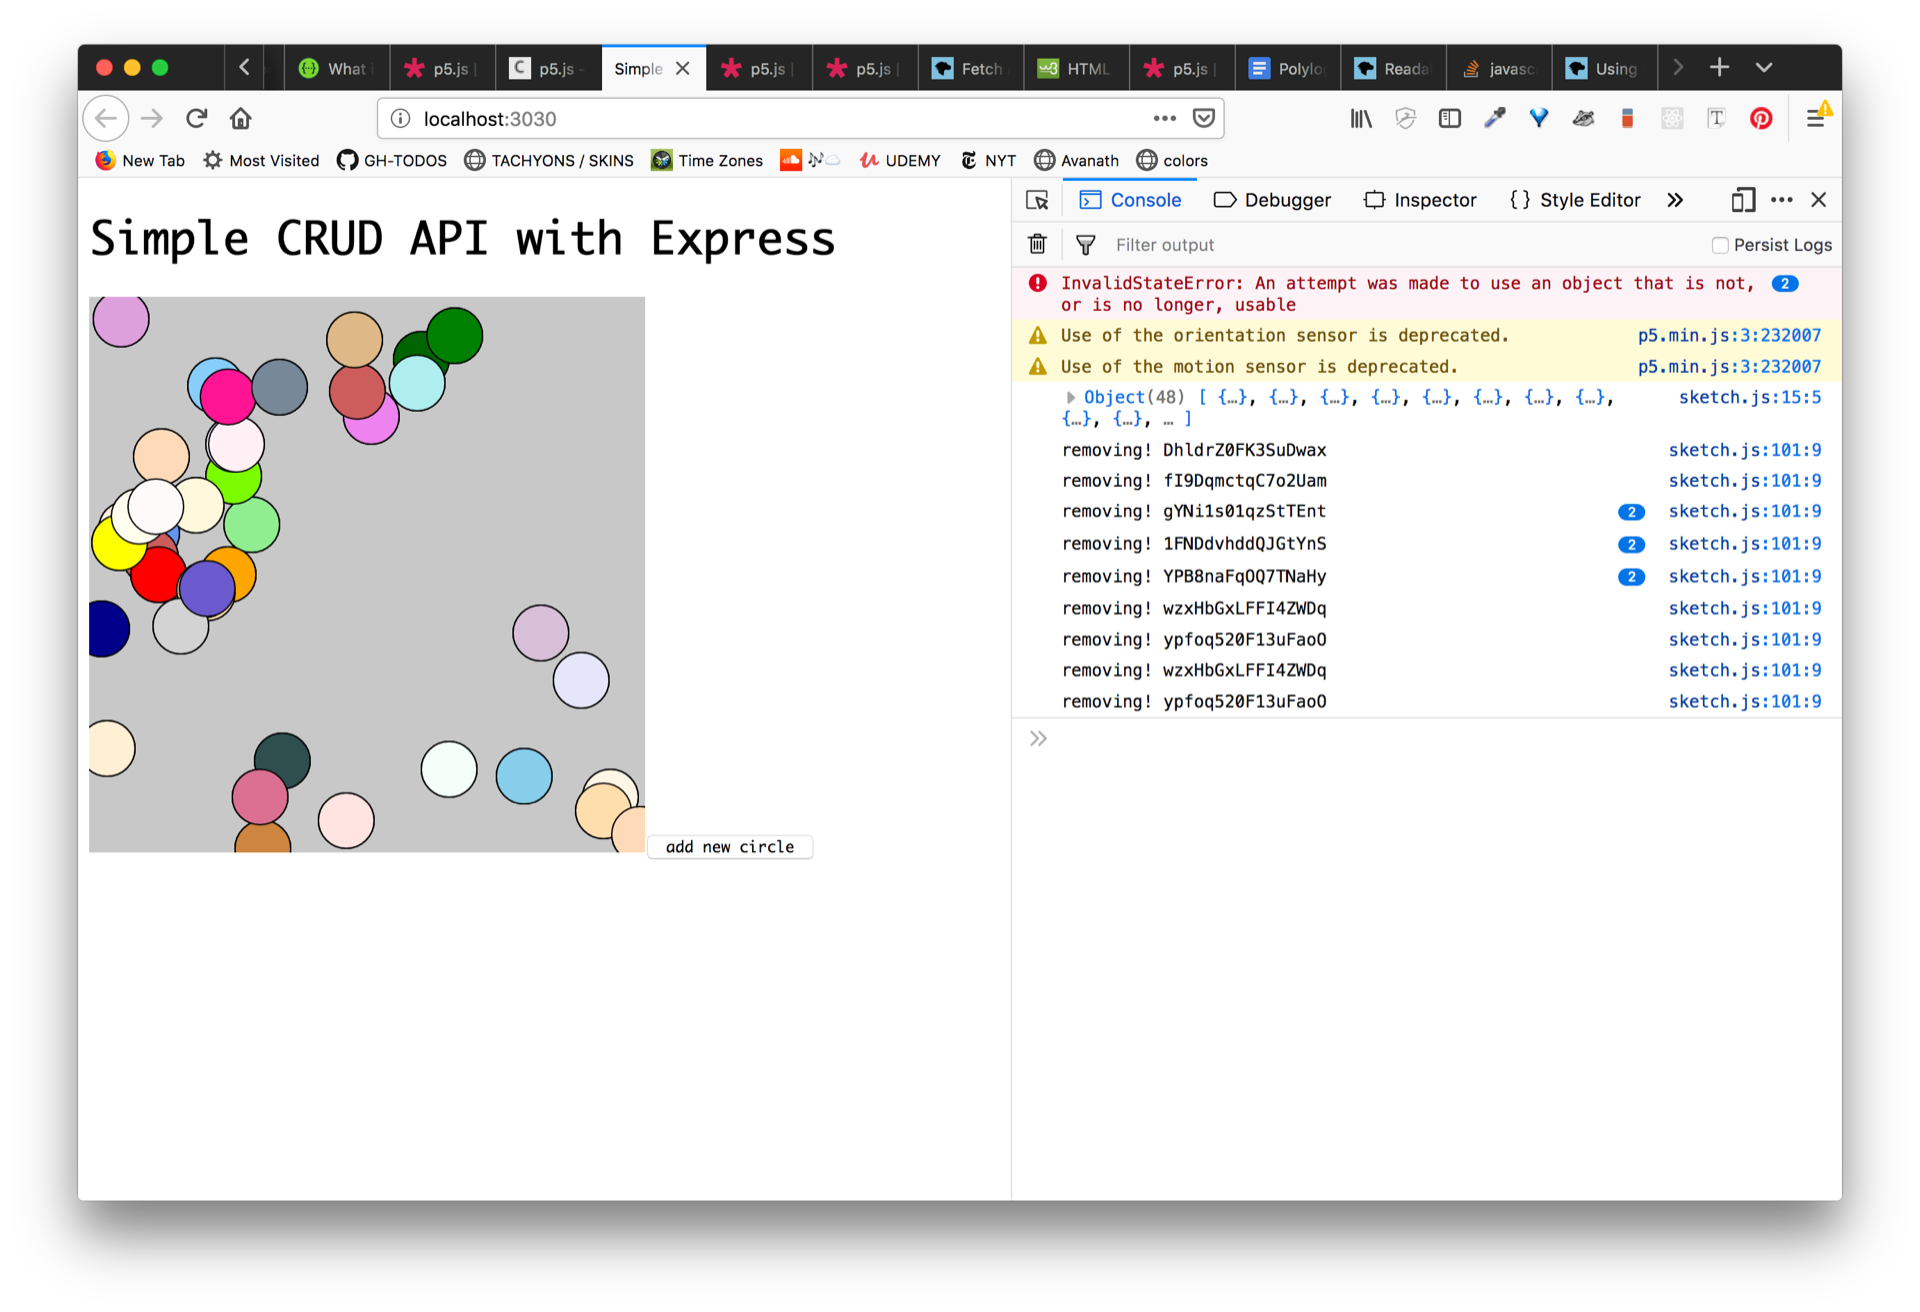 What i
p5.js |
C p5.js -
Simple
p5.js |
p5.js |
Fetch
HTML
p5.js |
Polylo
Reada
javasc
Using
localhost:3030
New Tab Most Visited GH-TODOS TACHYONS / SKINS Time Zones UDEMY NYT Avanath colors
Simple CRUD API with Express
add new circle
Console Debugger Inspector { } Style Editor
Filter output Persist Logs
InvalidStateError: An attempt was made to use an object that is not, 2
or is no longer, usable
Use of the orientation sensor is deprecated. p5.min.js:3:232007
Use of the motion sensor is deprecated. p5.min.js:3:232007
Object(48) [ {…}, {…}, {…}, {…}, {…}, {…}, {…}, {…}, sketch.js:15:5
{…}, {…}, … ]
removing! DhldrZ0FK3SuDwax sketch.js:101:9
removing! fI9DqmctqC7o2Uam sketch.js:101:9
removing! gYNi1s01qzStTEnt 2 sketch.js:101:9
removing! 1FNDdvhddQJGtYnS 2 sketch.js:101:9
removing! YPB8naFqOQ7TNaHy 2 sketch.js:101:9
removing! wzxHbGxLFFI4ZWDq sketch.js:101:9
removing! ypfoq520F13uFaoO sketch.js:101:9
removing! wzxHbGxLFFI4ZWDq sketch.js:101:9
removing! ypfoq520F13uFaoO sketch.js:101:9